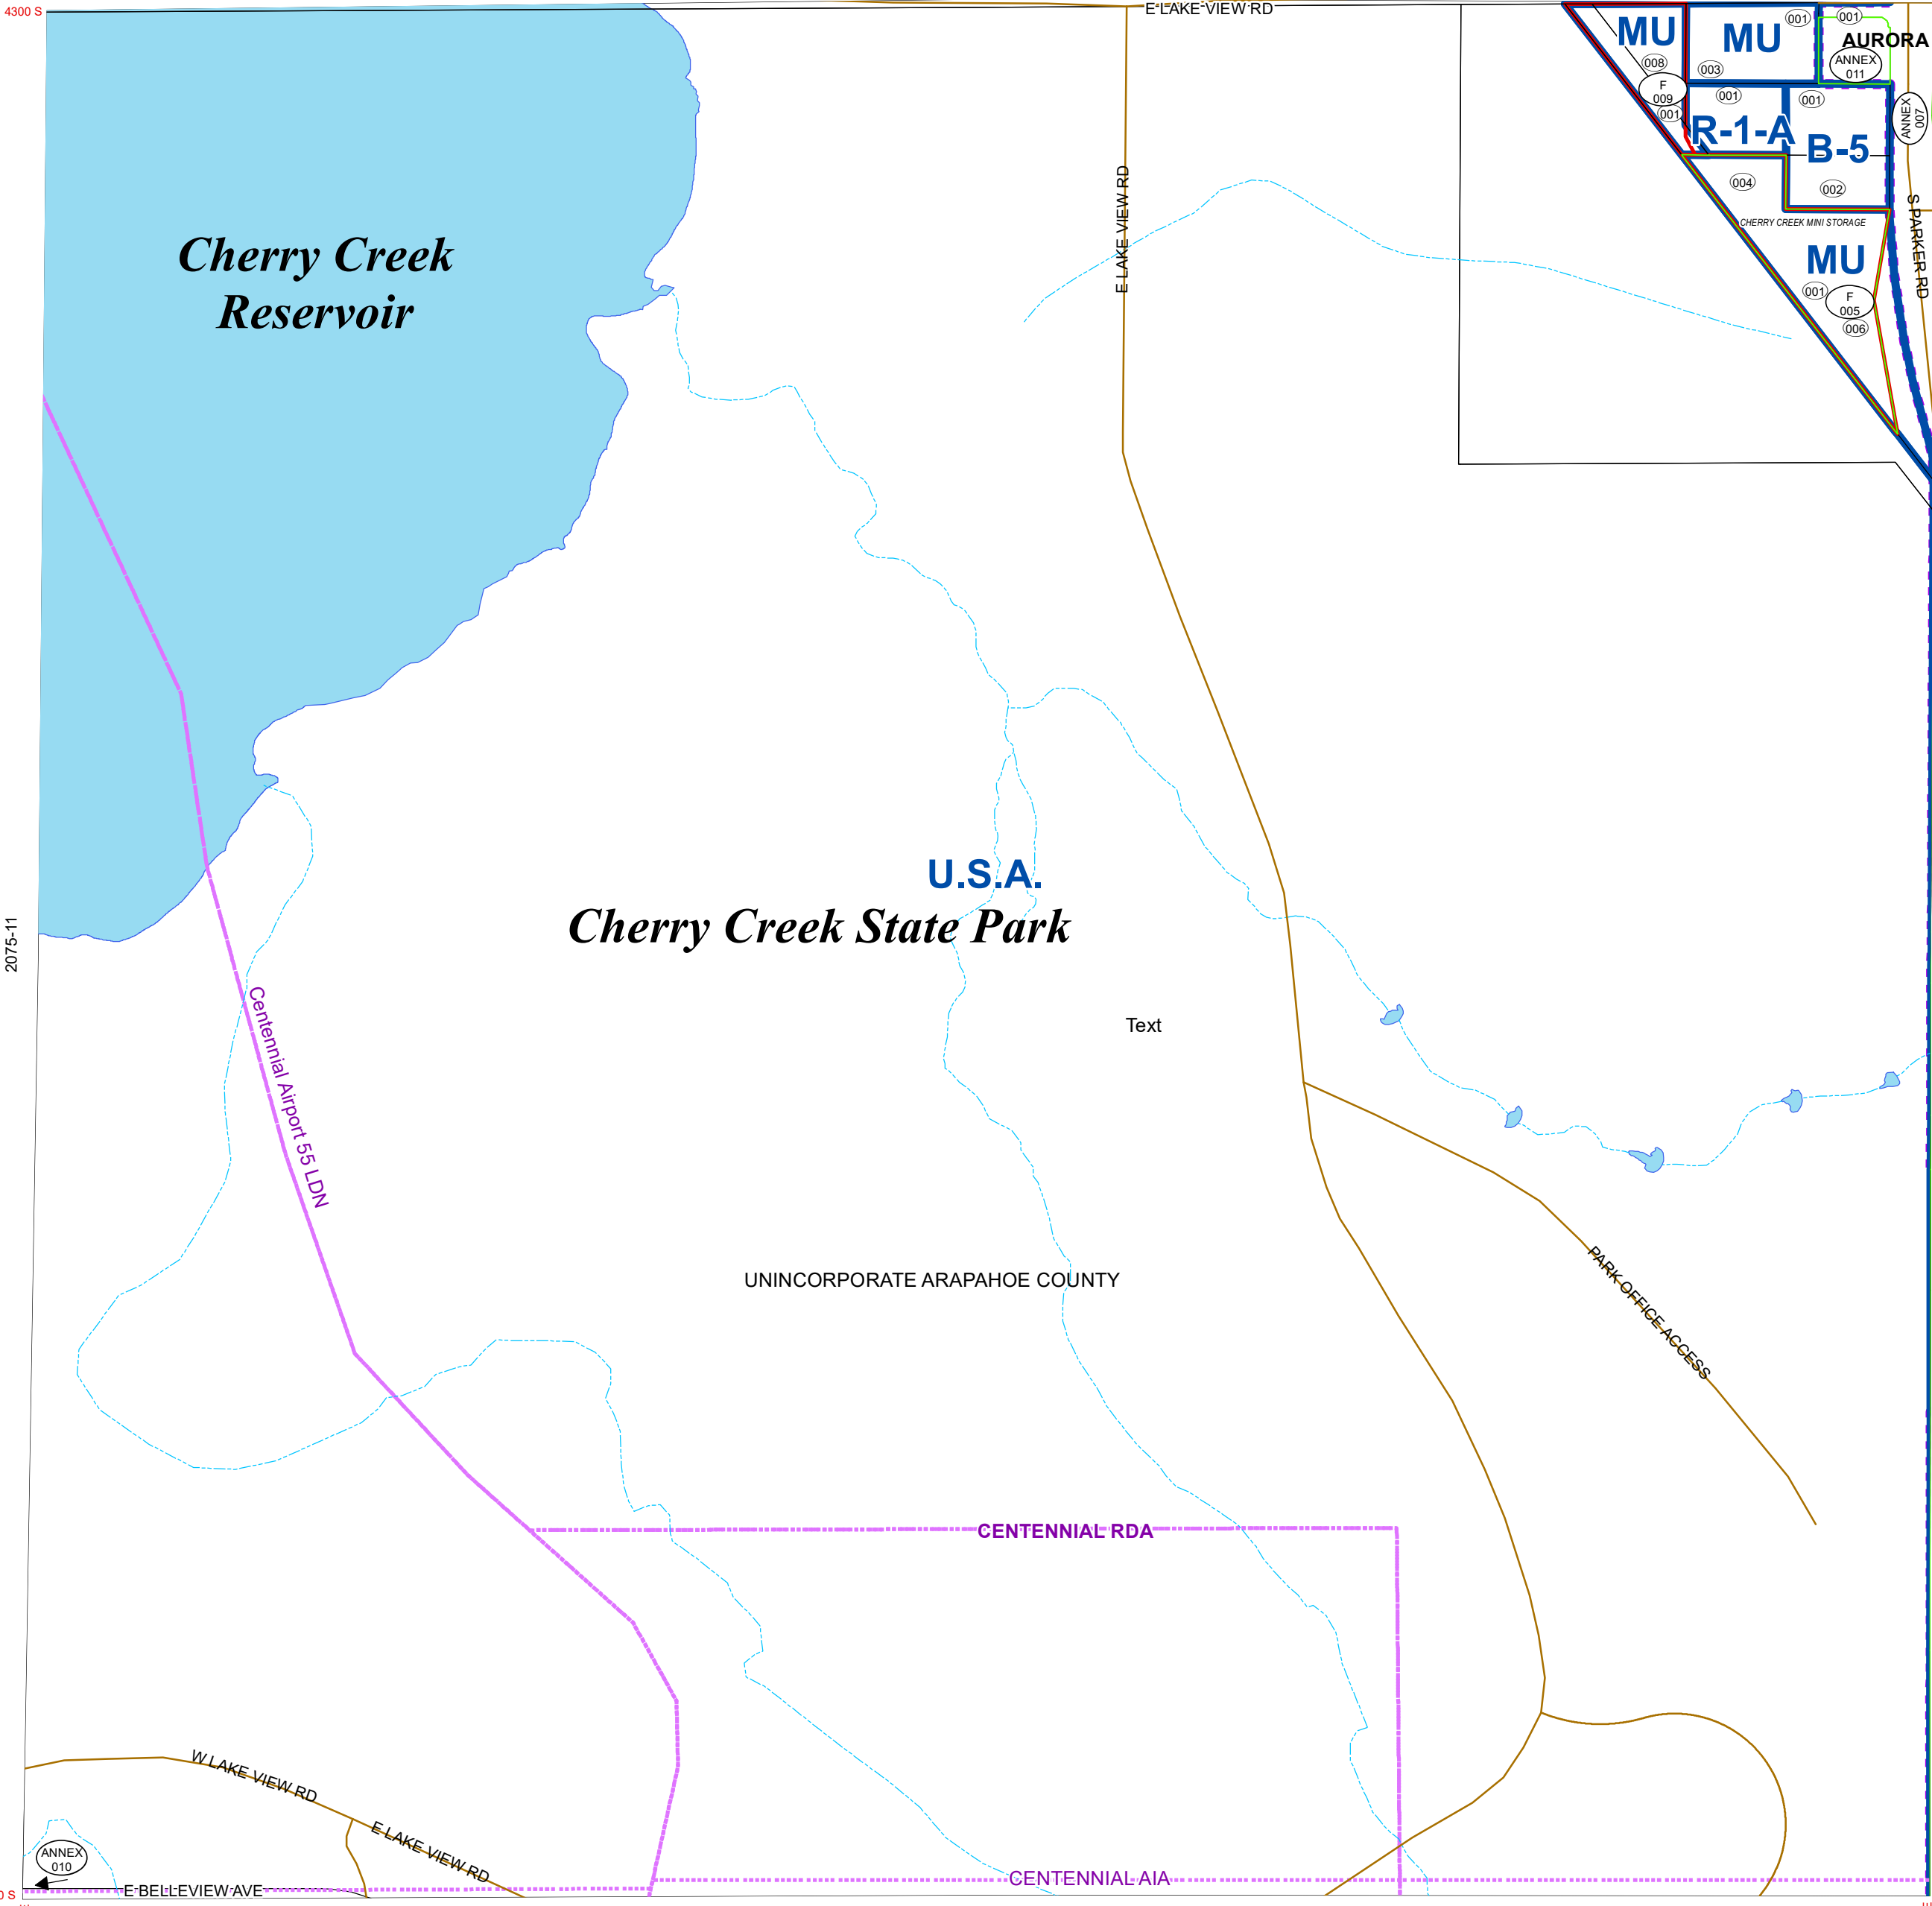 4300 S
E LAKE VIEW RD
MU
MU
001
001
AURORA
ANNEX
011
008
003
F
009
001
001
001
ANNEX
007
R-1-A
B-5
004
002
CHERRY CREEK MINI STORAGE
S PARKER RD
E LAKE VIEW RD
MU
001
F
005
006
Cherry Creek
Reservoir
U.S.A.
Cherry Creek State Park
2075-11
Text
Centennial Airport 55 LDN
UNINCORPORATE ARAPAHOE COUNTY
PARK OFFICE ACCESS
CENTENNIAL RDA
W LAKE VIEW RD
E LAKE VIEW RD
ANNEX
010
E BELLEVIEW AVE
CENTENNIAL AIA
0 S